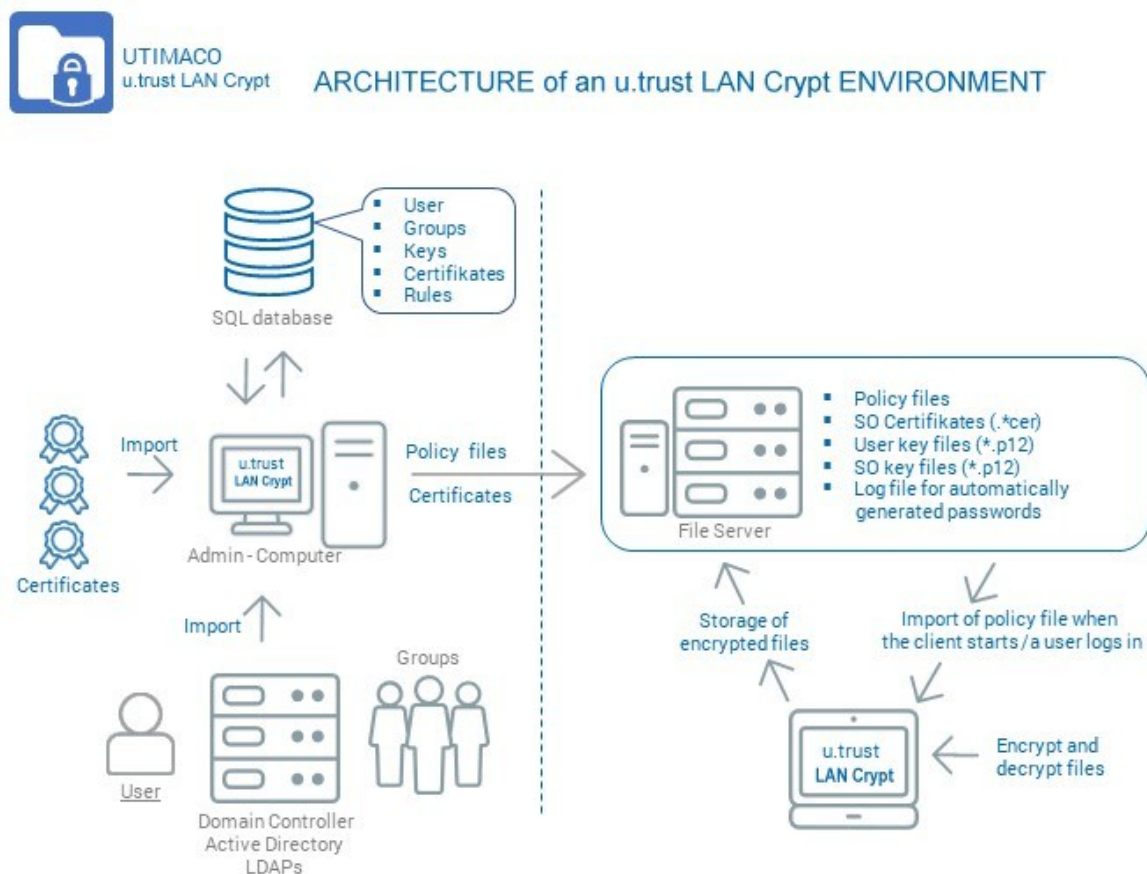 UTIMACO
u.trust LAN Crypt
ARCHITECTURE of an u.trust LAN Crypt ENVIRONMENT
User
Groups
Keys
Certifikates
Rules
SQL database
Import
u.trust
LAN Crypt
Policy files
Certificates
Admin - Computer
Certificates
Import
Groups
User
Domain Controller
Active Directory
LDAPs
Policy files
SO Certifikates (.*cer)
User key files (*.p12)
SO key files (*.p12)
Log file for automatically
generated passwords
File Server
Storage of
encrypted files
Import of policy file when
the client starts / a user logs in
u.trust
LAN Crypt
Encrypt and
decrypt files